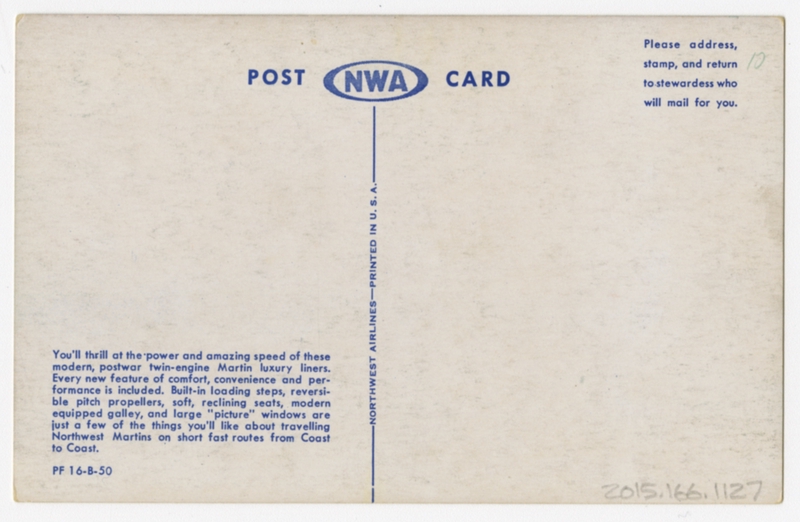 POST NWA CARD
Please address,
stamp, and return
to stewardess who
will mail for you.
10
NORTHWEST AIRLINES—PRINTED IN U. S. A.
You'll thrill at the power and amazing speed of these
modern, postwar twin-engine Martin luxury liners.
Every new feature of comfort, convenience and per-
formance is included. Built-in loading steps, reversi-
ble pitch propellers, soft, reclining seats, modern
equipped galley, and large "picture" windows are
just a few of the things you'll like about travelling
Northwest Martins on short fast routes from Coast
to Coast.
PF 16-8-50
2015.166.1127